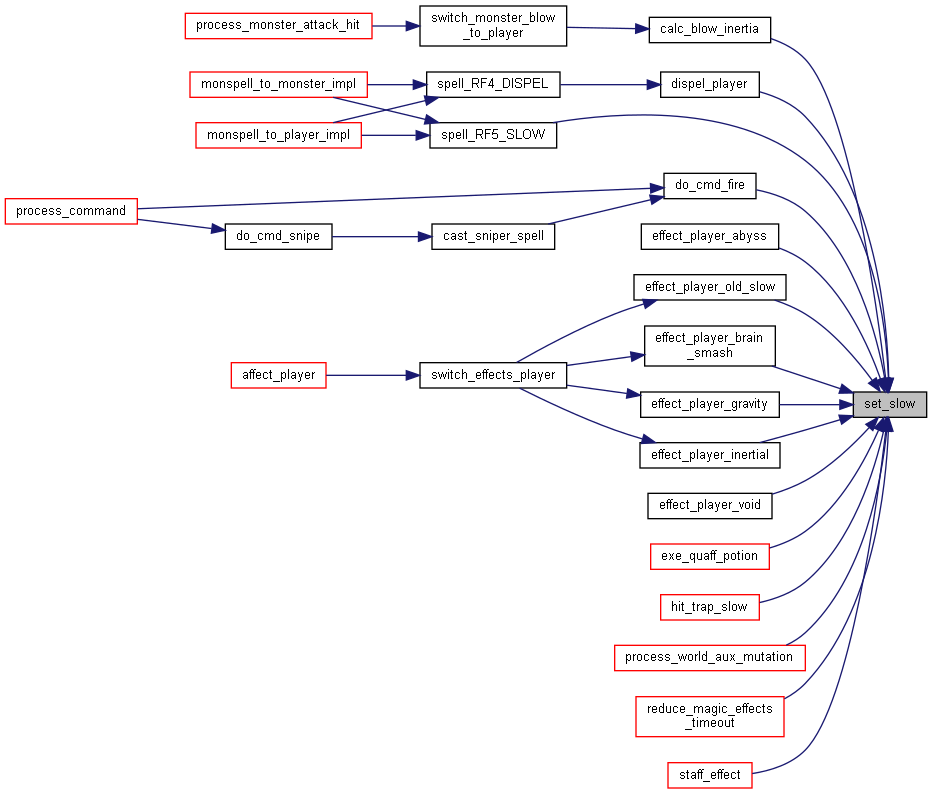 process_monster_attack_hit
switch_monster_blow
_to_player
calc_blow_inertia
monspell_to_monster_impl
spell_RF4_DISPEL
dispel_player
monspell_to_player_impl
spell_RF5_SLOW
process_command
do_cmd_fire
do_cmd_snipe
cast_sniper_spell
effect_player_abyss
effect_player_old_slow
effect_player_brain
_smash
affect_player
switch_effects_player
effect_player_gravity
set_slow
effect_player_inertial
effect_player_void
exe_quaff_potion
hit_trap_slow
process_world_aux_mutation
reduce_magic_effects
_timeout
staff_effect